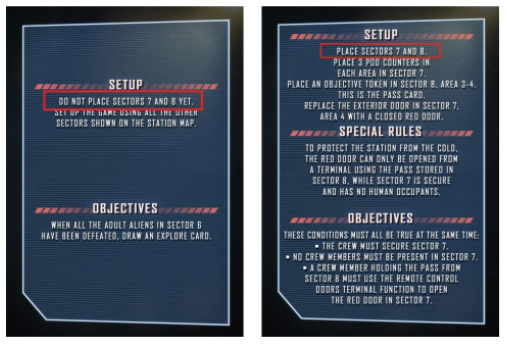 SETUP
DO NOT PLACE SECTORS 7 AND 8 YET.
SET UP THE GAME USING ALL THE OTHER
SECTORS SHOWN ON THE STATION MAP.
OBJECTIVES
WHEN ALL THE ADULT ALIENS IN SECTOR 6
HAVE BEEN DEFEATED, DRAW AN EXPLORE CARD.
SETUP
PLACE SECTORS 7 AND 8.
PLACE 3 POD COUNTERS IN
EACH AREA IN SECTOR 7.
PLACE AN OBJECTIVE TOKEN IN SECTOR 8, AREA 3-4,
THIS IS THE PASS CARD.
REPLACE THE EXTERIOR DOOR IN SECTOR 7,
AREA 4 WITH A CLOSED RED DOOR.
SPECIAL RULES
TO PROTECT THE STATION FROM THE COLD,
THE RED DOOR CAN ONLY BE OPENED FROM
A TERMINAL USING THE PASS STORED IN
SECTOR 8, WHILE SECTOR 7 IS SECURE
AND HAS NO HUMAN OCCUPANTS.
OBJECTIVES
THESE CONDITIONS MUST ALL BE TRUE AT THE SAME TIME:
• THE CREW MUST SECURE SECTOR 7.
• NO CREW MEMBERS MUST BE PRESENT IN SECTOR 7.
• A CREW MEMBER HOLDING THE PASS FROM
SECTOR 8 MUST USE THE REMOTE CONTROL
DOORS TERMINAL FUNCTION TO OPEN
THE RED DOOR IN SECTOR 7.